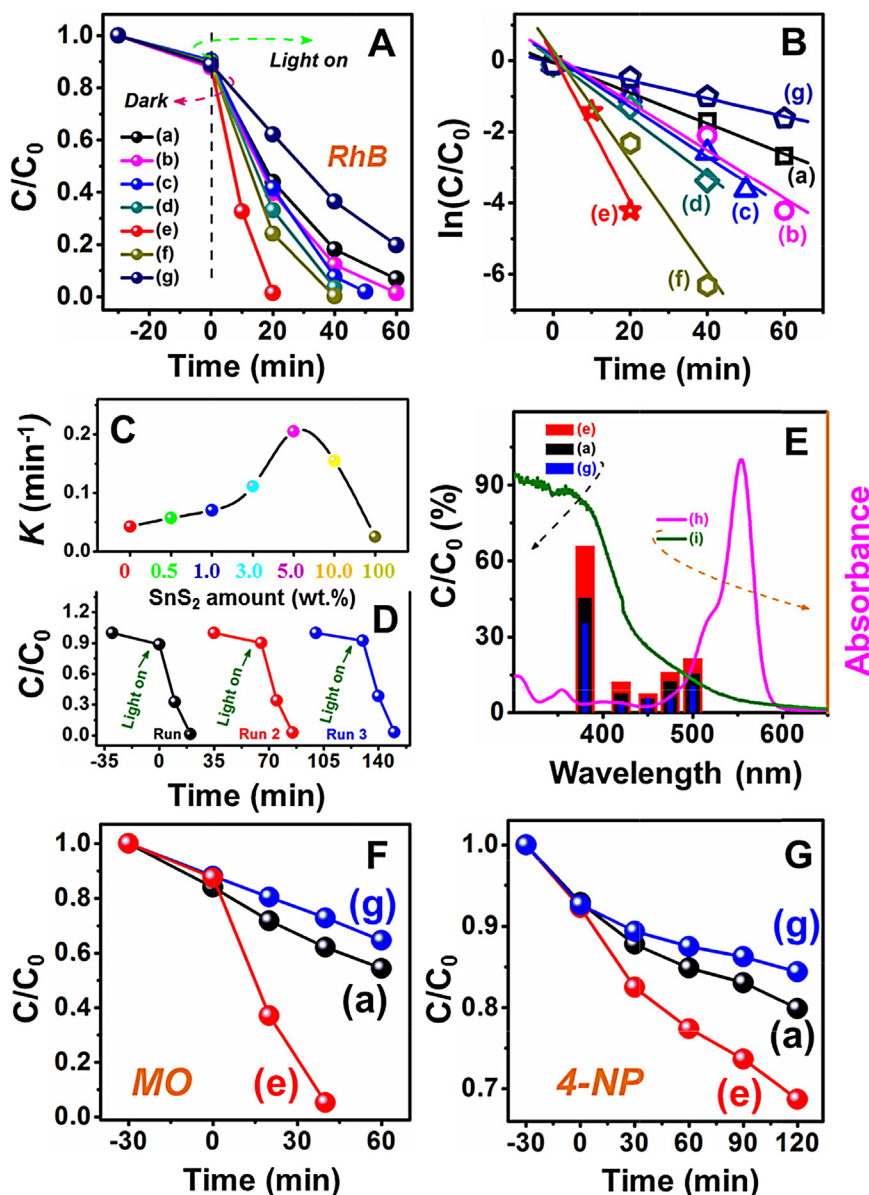 A
Light on
Dark
RhB
(a)
(b)
(c)
(d)
(e)
(f)
(g)
C/C0
1.0
0.8
0.6
0.4
0.2
0.0
-20 0 20 40 60
Time (min)
B
(g)
(a)
(b)
(c)
(d)
(e)
(f)
ln(C/C0)
0
-2
-4
-6
0 20 40 60
Time (min)
C
K (min-1)
0.2
0.1
0.0
0 0.5 1.0 3.0 5.0 10.0 100
SnS2 amount (wt.%)
D
C/C0
1.2
0.9
0.6
0.3
0.0
Light on
Light on
Light on
Run
Run 2
Run 3
-35 0 35 70 105 140
Time (min)
E
(e)
(a)
(g)
(h)
(i)
C/C0 (%)
90
60
30
0
400 500 600
Wavelength (nm)
Absorbance
F
(g)
(a)
(e)
MO
C/C0
1.0
0.8
0.6
0.4
0.2
0.0
-30 0 30 60
Time (min)
G
(g)
(a)
(e)
4-NP
C/C0
1.0
0.9
0.8
0.7
-30 0 30 60 90 120
Time (min)